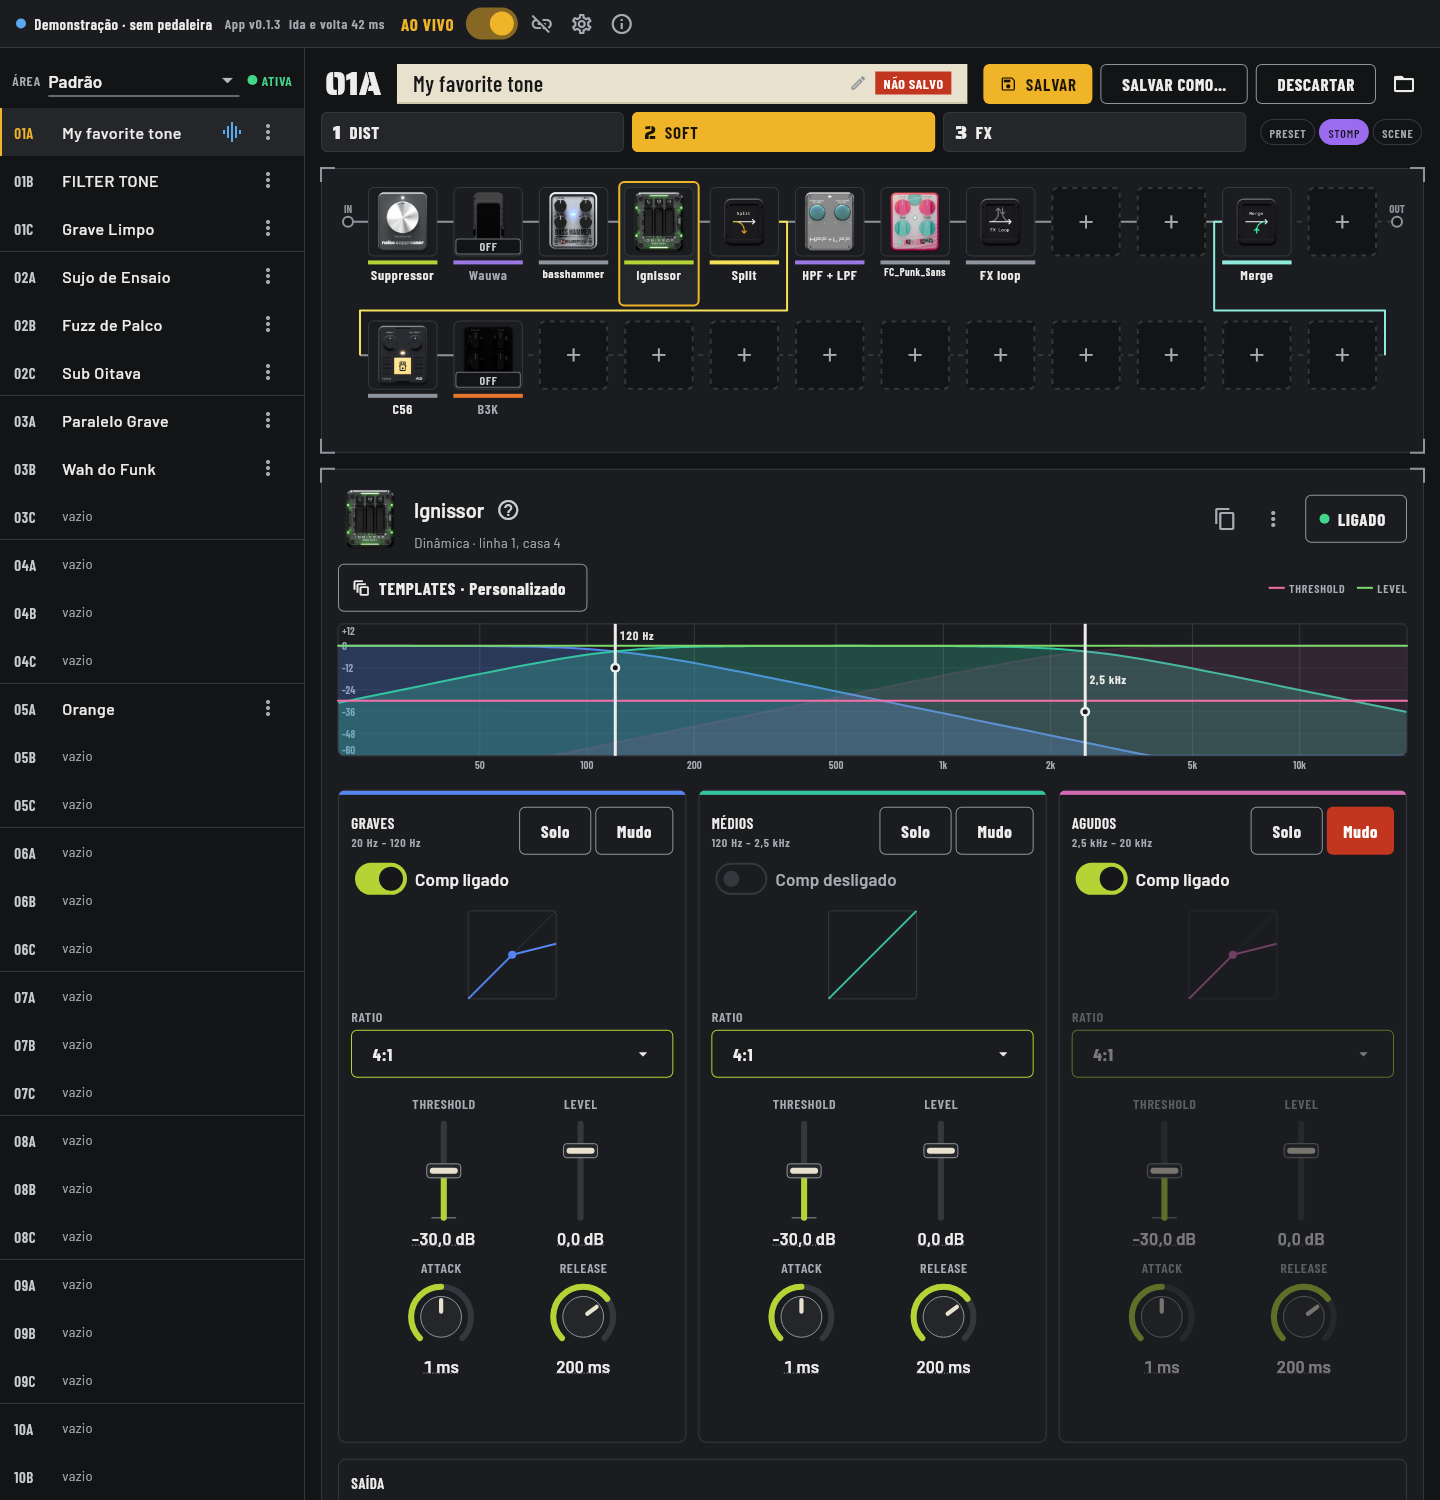 Demonstração · sem pedaleira App v0.1.3 Ida e volta 42 ms AO VIVO
ÁREA Padrão ATIVA
01A My favorite tone
01B FILTER TONE
01C Grave Limpo
02A Sujo de Ensaio
02B Fuzz de Palco
02C Sub Oitava
03A Paralelo Grave
03B Wah do Funk
03C vazio
04A vazio
04B vazio
04C vazio
05A Orange
05B vazio
05C vazio
06A vazio
06B vazio
06C vazio
07A vazio
07B vazio
07C vazio
08A vazio
08B vazio
08C vazio
09A vazio
09B vazio
09C vazio
10A vazio
10B vazio
01A My favorite tone NÃO SALVO SALVAR SALVAR COMO... DESCARTAR
1 DIST 2 SOFT 3 FX PRESET STOMP SCENE
IN OUT
noise suppressor OFF BASS HAMMER IGNISSOR Split HPF+LPF FX Loop Merge
Suppressor Wauwa basshammer Ignissor Split HPF + LPF FC_Punk_Sans FX loop Merge
OFF
C56 B3K
Ignissor
Dinâmica · linha 1, casa 4
LIGADO
TEMPLATES · Personalizado THRESHOLD LEVEL
+12
0
-12
-24
-36
-48
-60
120 Hz
2,5 kHz
50 100 200 500 1k 2k 5k 10k
GRAVES
20 Hz – 120 Hz
Solo Mudo
Comp ligado
RATIO
4:1
THRESHOLD LEVEL
-30,0 dB 0,0 dB
ATTACK RELEASE
1 ms 200 ms
MÉDIOS
120 Hz – 2,5 kHz
Solo Mudo
Comp desligado
RATIO
4:1
THRESHOLD LEVEL
-30,0 dB 0,0 dB
ATTACK RELEASE
1 ms 200 ms
AGUDOS
2,5 kHz – 20 kHz
Solo Mudo
Comp ligado
RATIO
4:1
THRESHOLD LEVEL
-30,0 dB 0,0 dB
ATTACK RELEASE
1 ms 200 ms
SAÍDA